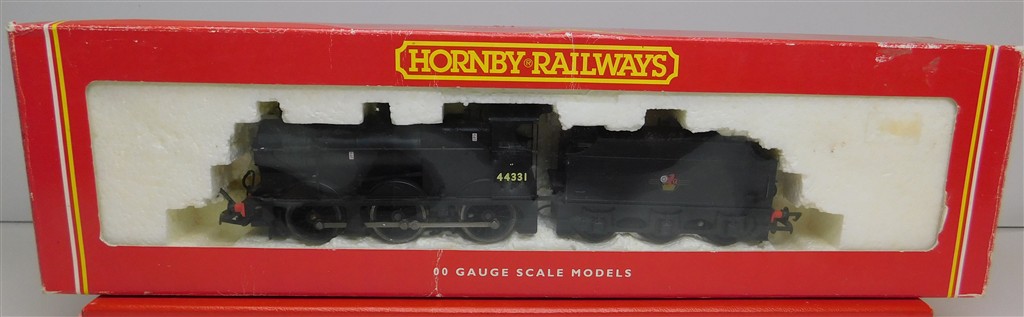 HORNBY® RAILWAYS
44331
00 GAUGE SCALE MODELS